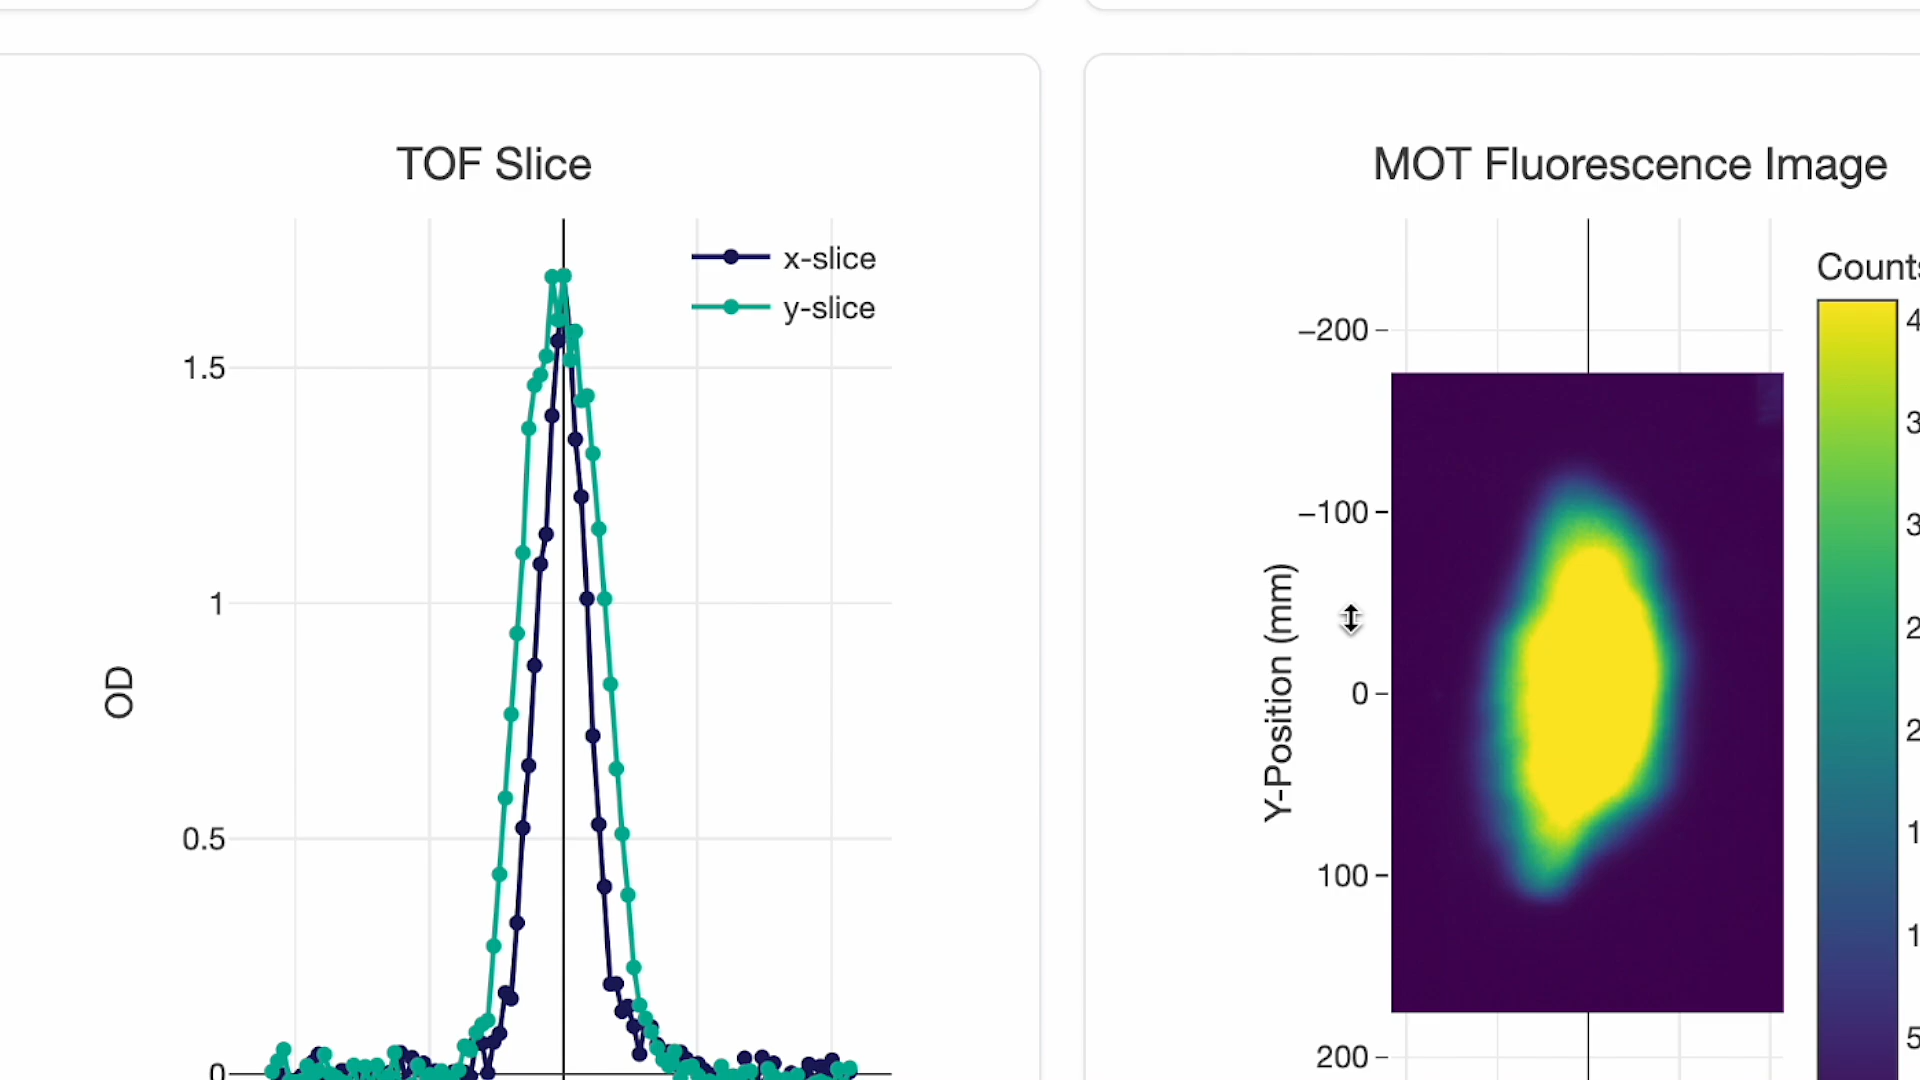 TOF Slice
x-slice
y-slice
1.5
1
0.5
0
OD
MOT Fluorescence Image
Counts
−200
−100
0
100
200
Y-Position (mm)